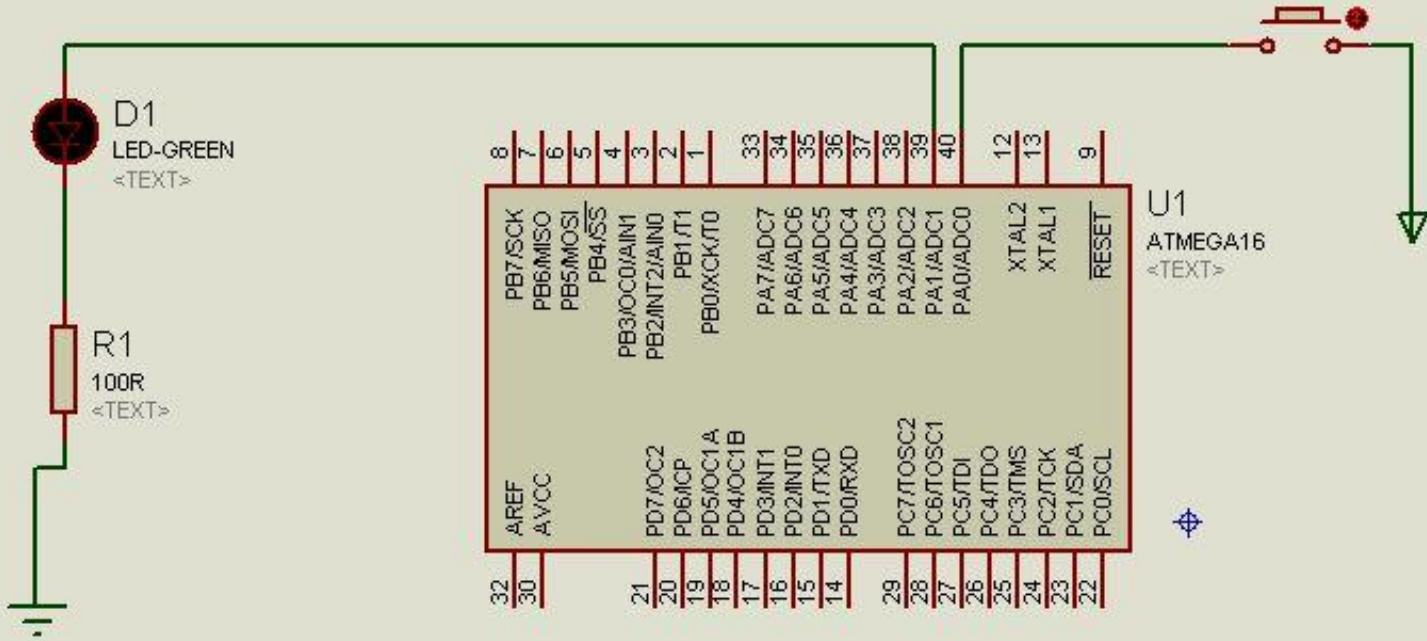 D1
LED-GREEN
<TEXT>
R1
100R
<TEXT>
8 7 6 5 4 3 2 1 33 34 35 36 37 38 39 40 12 13 9
PB7/SCK
PB6/MISO
PB5/MOSI
PB4/SS
PB3/OC0/AIN1
PB2/INT2/AIN0
PB1/T1
PB0/XCK/T0
PA7/ADC7
PA6/ADC6
PA5/ADC5
PA4/ADC4
PA3/ADC3
PA2/ADC2
PA1/ADC1
PA0/ADC0
XTAL2
XTAL1
RESET
U1
ATMEGA16
<TEXT>
AREF
AVCC
PD7/OC2
PD6/ICP
PD5/OC1A
PD4/OC1B
PD3/INT1
PD2/INT0
PD1/TXD
PD0/RXD
PC7/TOSC2
PC6/TOSC1
PC5/TDI
PC4/TDO
PC3/TMS
PC2/TCK
PC1/SDA
PC0/SCL
32 30 21 20 19 18 17 16 15 14 29 28 27 26 25 24 23 22